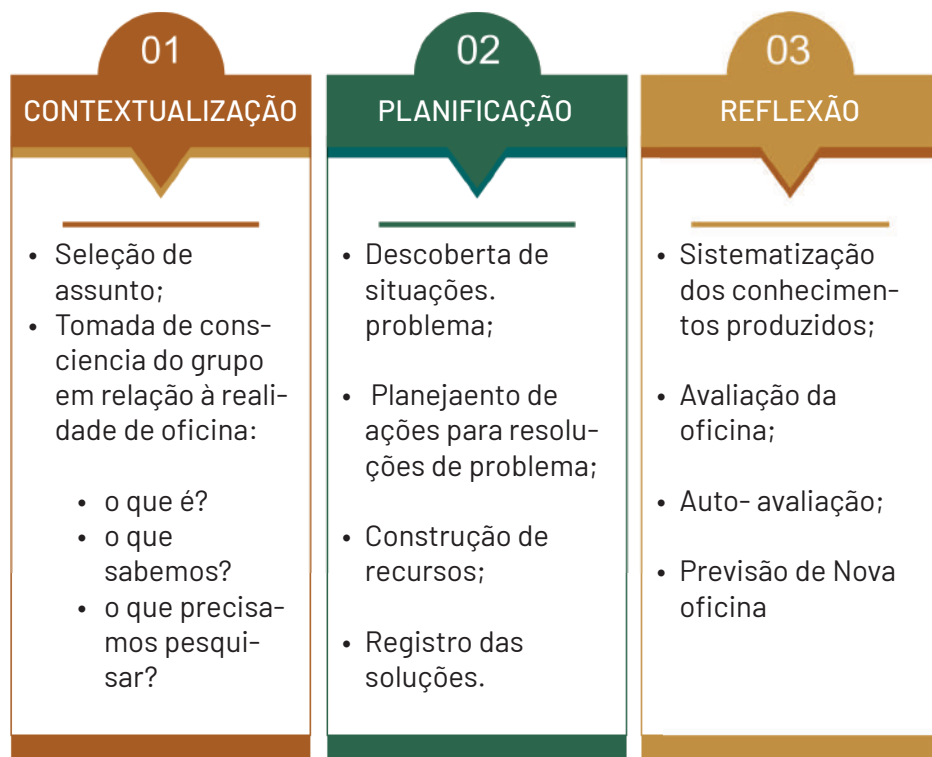 01
CONTEXTUALIZAÇÃO
• Seleção de
assunto;
• Tomada de cons-
ciencia do grupo
em relação à reali-
dade de oficina:
• o que é?
• o que
sabemos?
• o que precisa-
mos pesqui-
sar?
02
PLANIFICAÇÃO
• Descoberta de
situações.
problema;
• Planejaento de
ações para resolu-
ções de problema;
• Construção de
recursos;
• Registro das
soluções.
03
REFLEXÃO
• Sistematização
dos conhecimen-
tos produzidos;
• Avaliação da
oficina;
• Auto- avaliação;
• Previsão de Nova
oficina